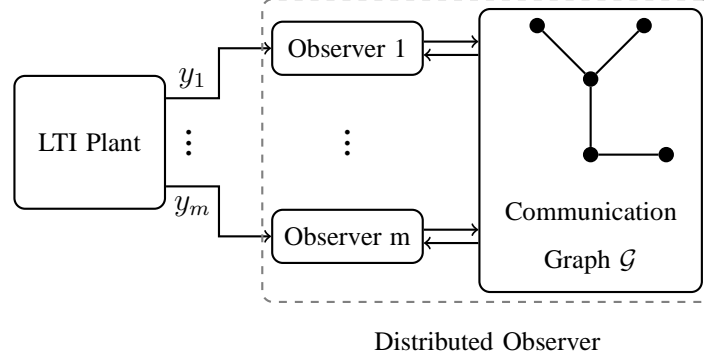 Observer 1
y₁
LTI Plant
⋮
⋮
yₘ
Observer m
Communication
Graph 𝒢
Distributed Observer